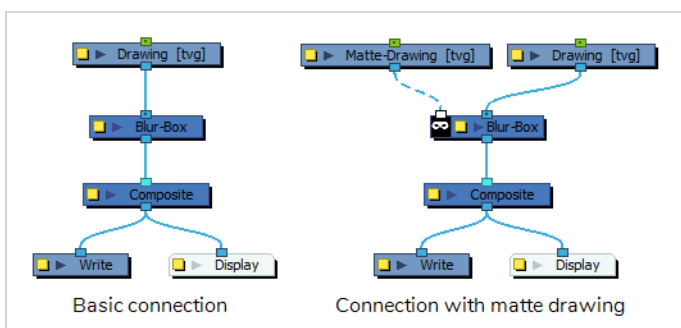 Drawing [tvg]
Blur-Box
Composite
Write
Display
Basic connection
Matte-Drawing [tvg]
Drawing [tvg]
Blur-Box
Composite
Write
Display
Connection with matte drawing